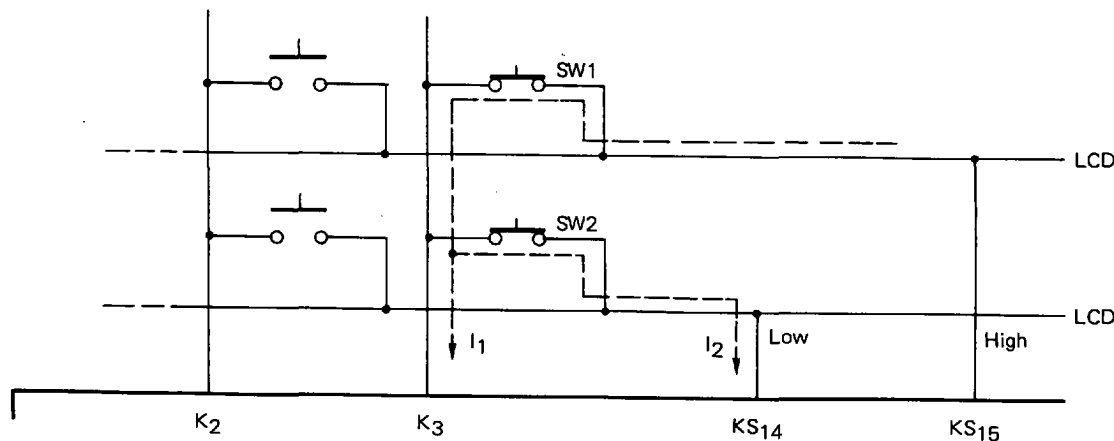 SW1
LCD
SW2
LCD
I1
I2
Low
High
K2
K3
KS14
KS15